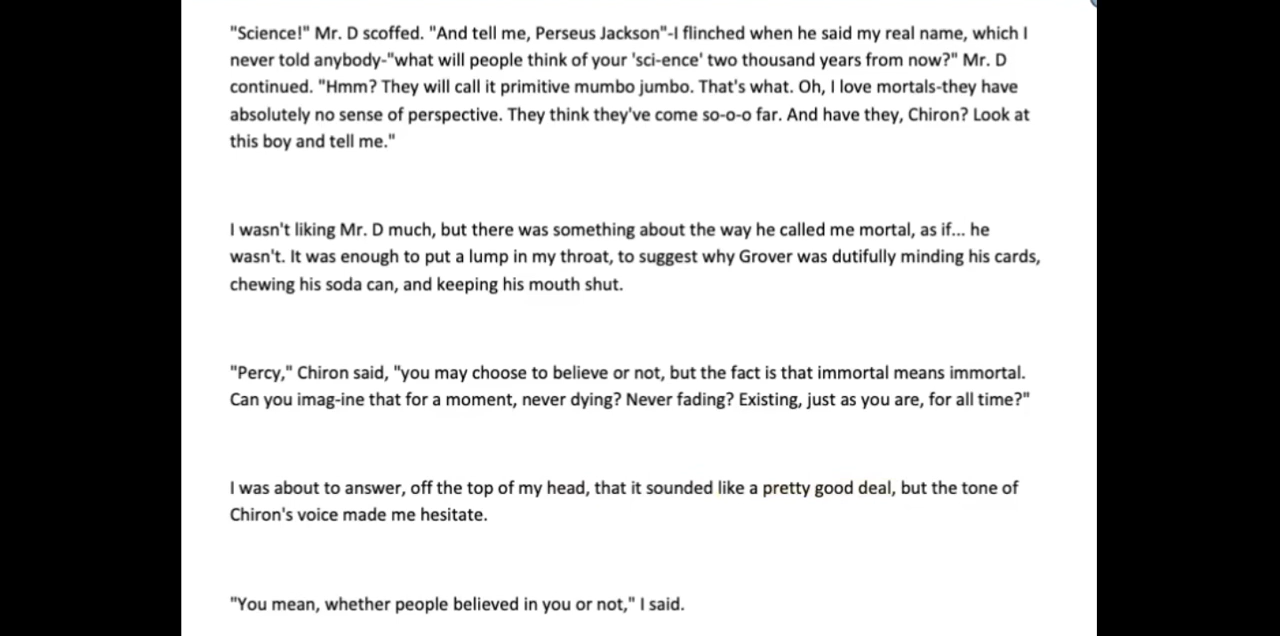 "Science!" Mr. D scoffed. "And tell me, Perseus Jackson"-I flinched when he said my real name, which I
never told anybody-"what will people think of your 'sci-ence' two thousand years from now?" Mr. D
continued. "Hmm? They will call it primitive mumbo jumbo. That's what. Oh, I love mortals-they have
absolutely no sense of perspective. They think they've come so-o-o far. And have they, Chiron? Look at
this boy and tell me."
I wasn't liking Mr. D much, but there was something about the way he called me mortal, as if... he
wasn't. It was enough to put a lump in my throat, to suggest why Grover was dutifully minding his cards,
chewing his soda can, and keeping his mouth shut.
"Percy," Chiron said, "you may choose to believe or not, but the fact is that immortal means immortal.
Can you imag-ine that for a moment, never dying? Never fading? Existing, just as you are, for all time?"
I was about to answer, off the top of my head, that it sounded like a pretty good deal, but the tone of
Chiron's voice made me hesitate.
"You mean, whether people believed in you or not," I said.